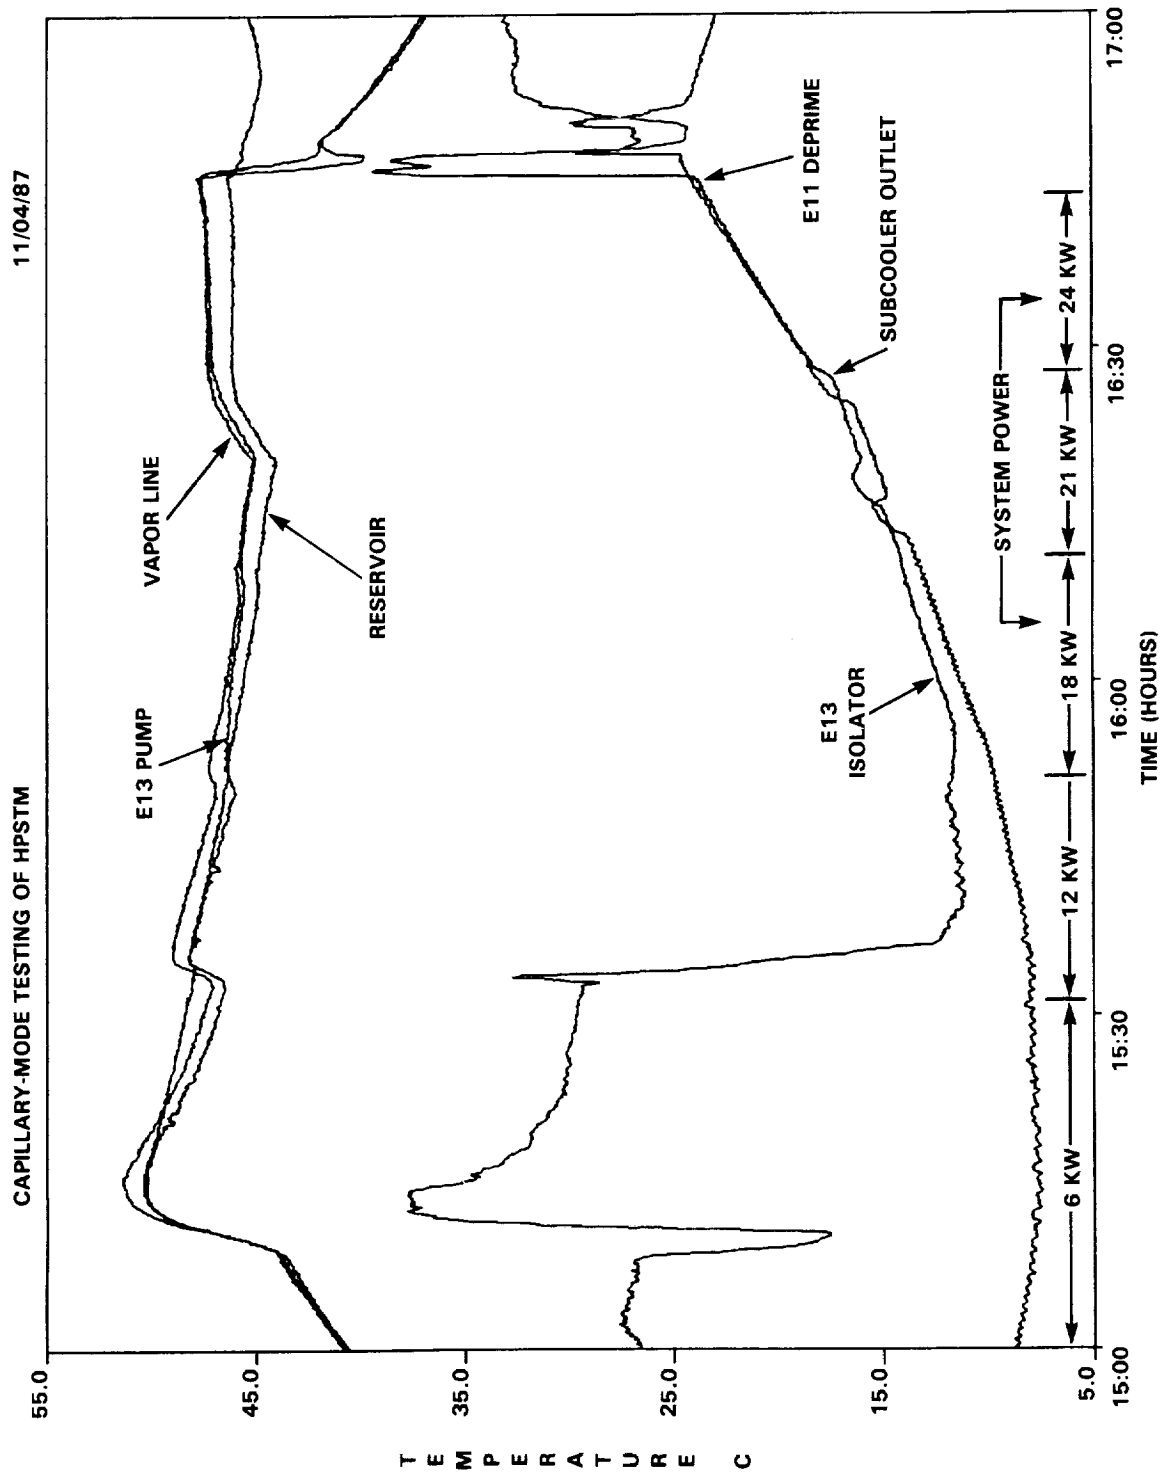 CAPILLARY-MODE TESTING OF HPSTM
11/04/87
TEMPERATURE C
55.0
45.0
35.0
25.0
15.0
5.0
E13 PUMP
VAPOR LINE
RESERVOIR
E13
ISOLATOR
SUBCOOLER OUTLET
E11 DEPRIME
SYSTEM POWER
6 KW
12 KW
18 KW
21 KW
24 KW
15:00
15:30
16:00
16:30
17:00
TIME (HOURS)